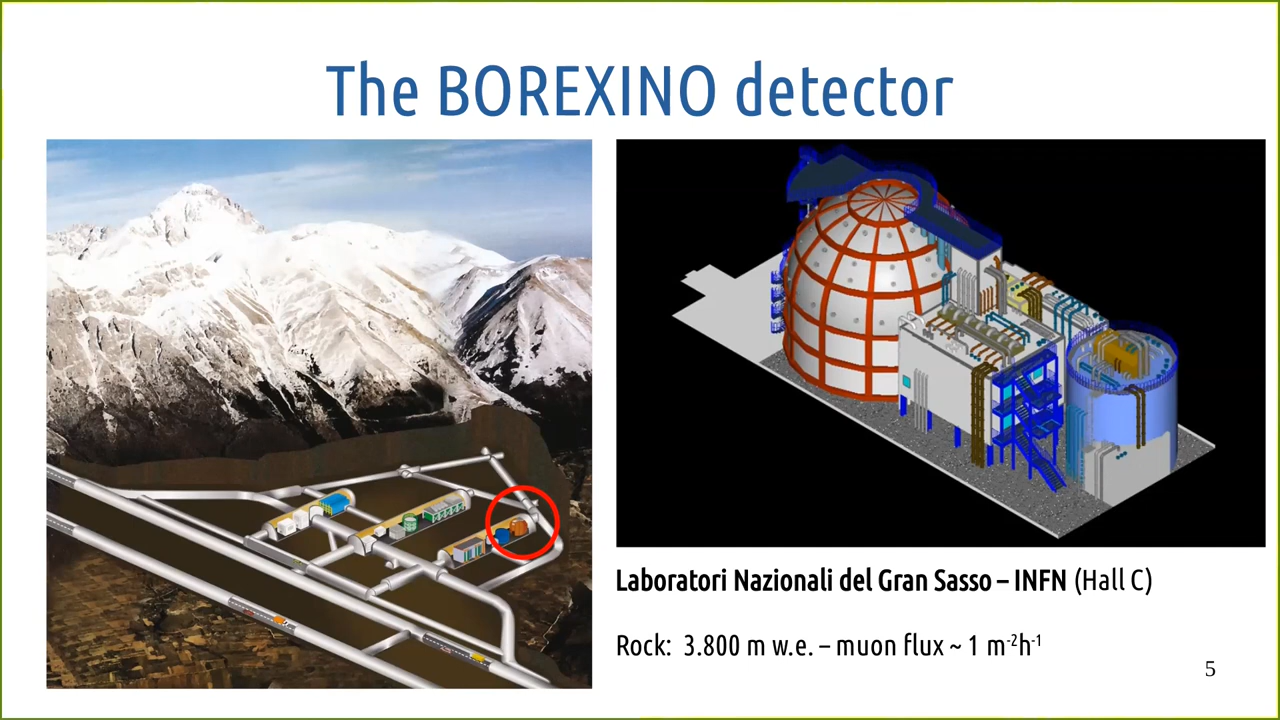 The BOREXINO detector
Laboratori Nazionali del Gran Sasso – INFN (Hall C)
Rock: 3.800 m w.e. – muon flux ~ 1 m⁻²h⁻¹
5